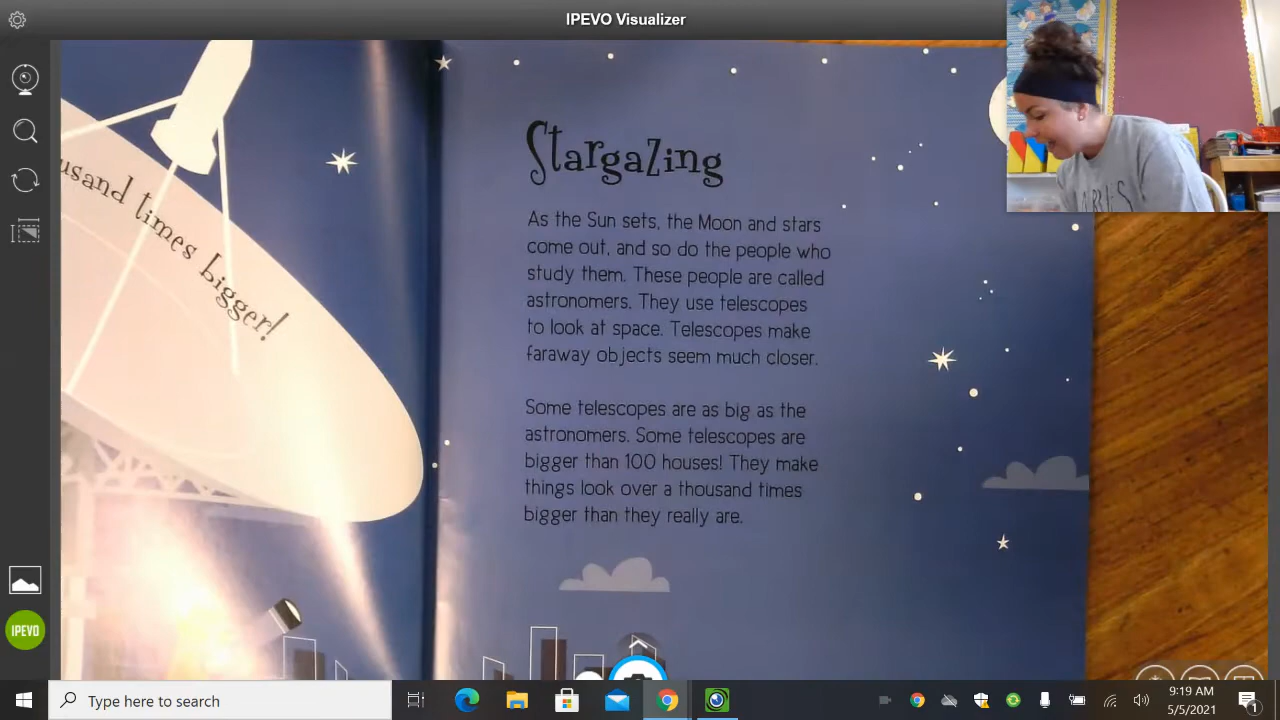 IPEVO Visualizer
usand times bigger!
Stargazing
As the Sun sets, the Moon and stars
come out, and so do the people who
study them. These people are called
astronomers. They use telescopes
to look at space. Telescopes make
faraway objects seem much closer.
Some telescopes are as big as the
astronomers. Some telescopes are
bigger than 100 houses! They make
things look over a thousand times
bigger than they really are.
IPEVO
Type here to search
9:19 AM
5/5/2021
1